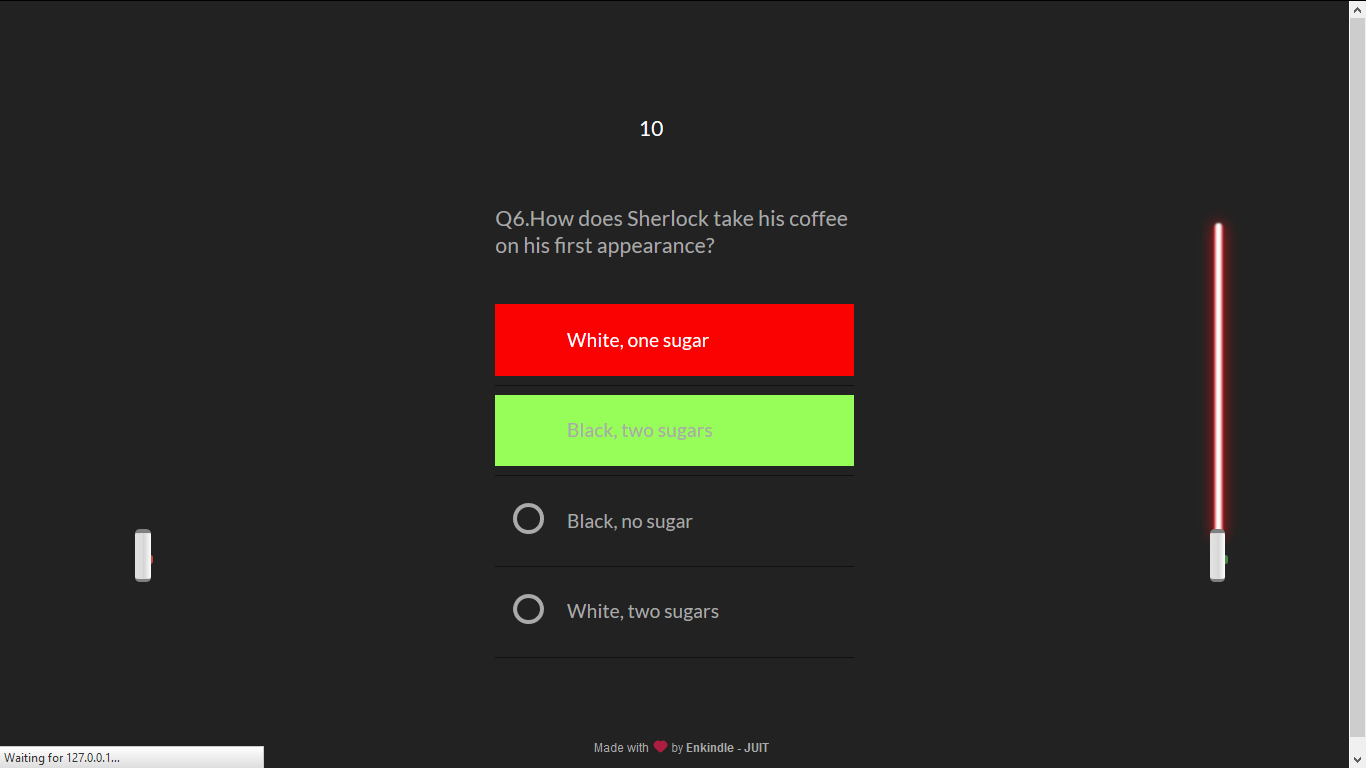 10
Q6.How does Sherlock take his coffee
on his first appearance?
White, one sugar
Black, two sugars
Black, no sugar
White, two sugars
Made with ❤ by Enkindle - JUIT
Waiting for 127.0.0.1...